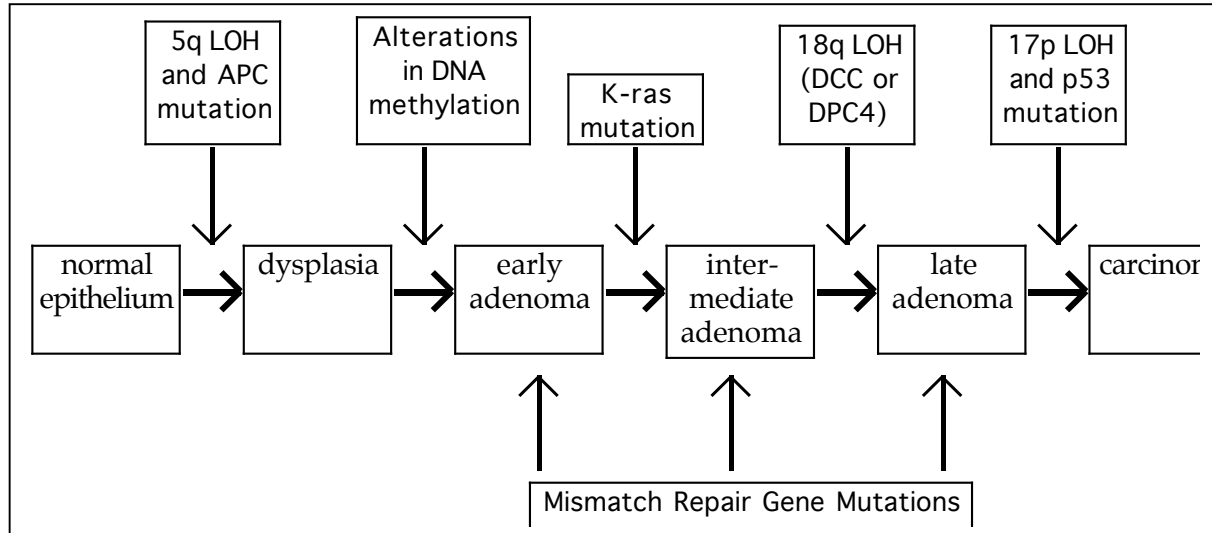 5q LOH
and APC
mutation
Alterations
in DNA
methylation
K-ras
mutation
18q LOH
(DCC or
DPC4)
17p LOH
and p53
mutation
normal
epithelium
dysplasia
early
adenoma
inter-
mediate
adenoma
late
adenoma
carcinom
Mismatch Repair Gene Mutations